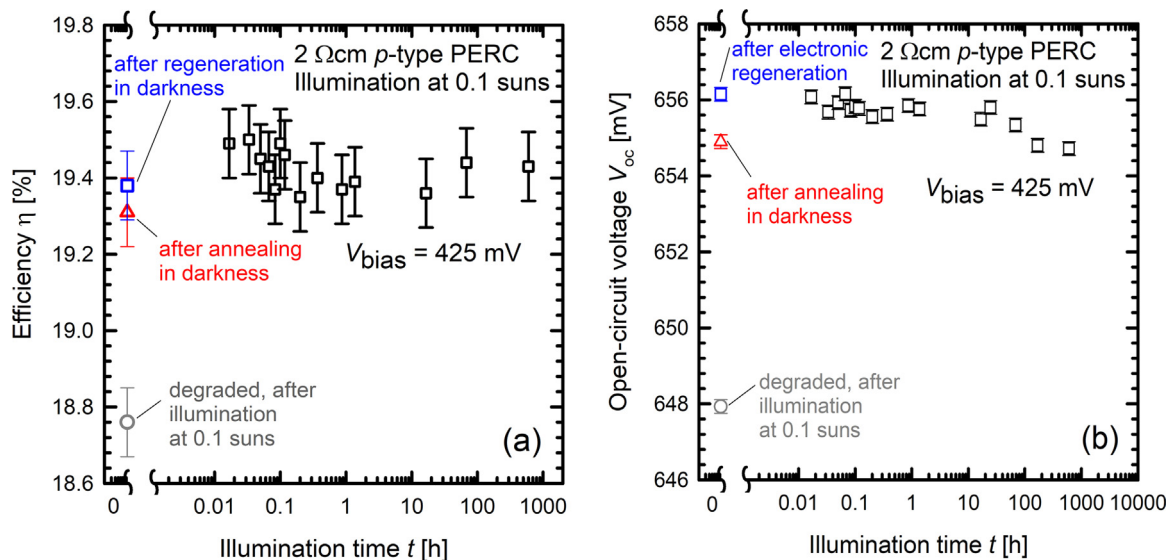 19.8
19.6
19.4
19.2
19.0
18.8
18.6
Efficiency η [%]
2 Ωcm p-type PERC
Illumination at 0.1 suns
after regeneration
in darkness
after annealing
in darkness
Vbias = 425 mV
degraded, after
illumination
at 0.1 suns
(a)
0 0.01 0.1 1 10 100 1000
Illumination time t [h]
658
656
654
652
650
648
646
Open-circuit voltage Voc [mV]
2 Ωcm p-type PERC
Illumination at 0.1 suns
after electronic
regeneration
after annealing
in darkness
Vbias = 425 mV
degraded, after
illumination
at 0.1 suns
(b)
0 0.01 0.1 1 10 100 1000 10000
Illumination time t [h]